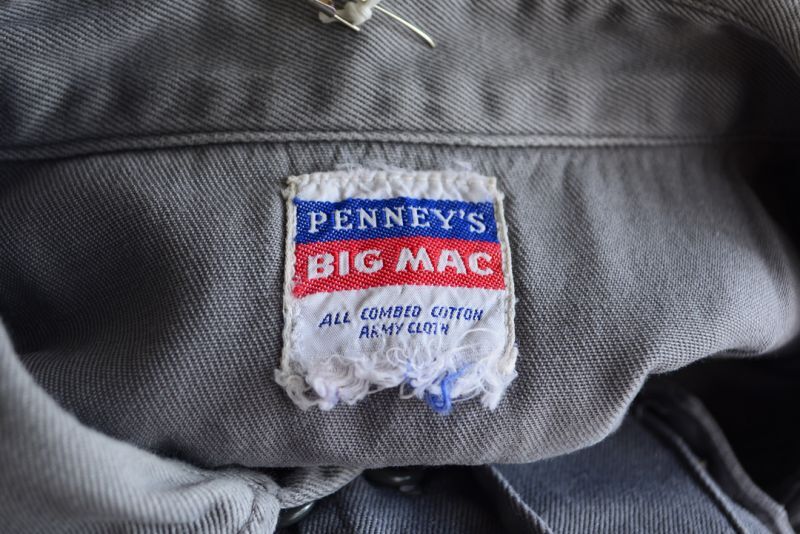 PENNEY'S
BIG MAC
ALL COMBED COTTON
ARMY CLOTH